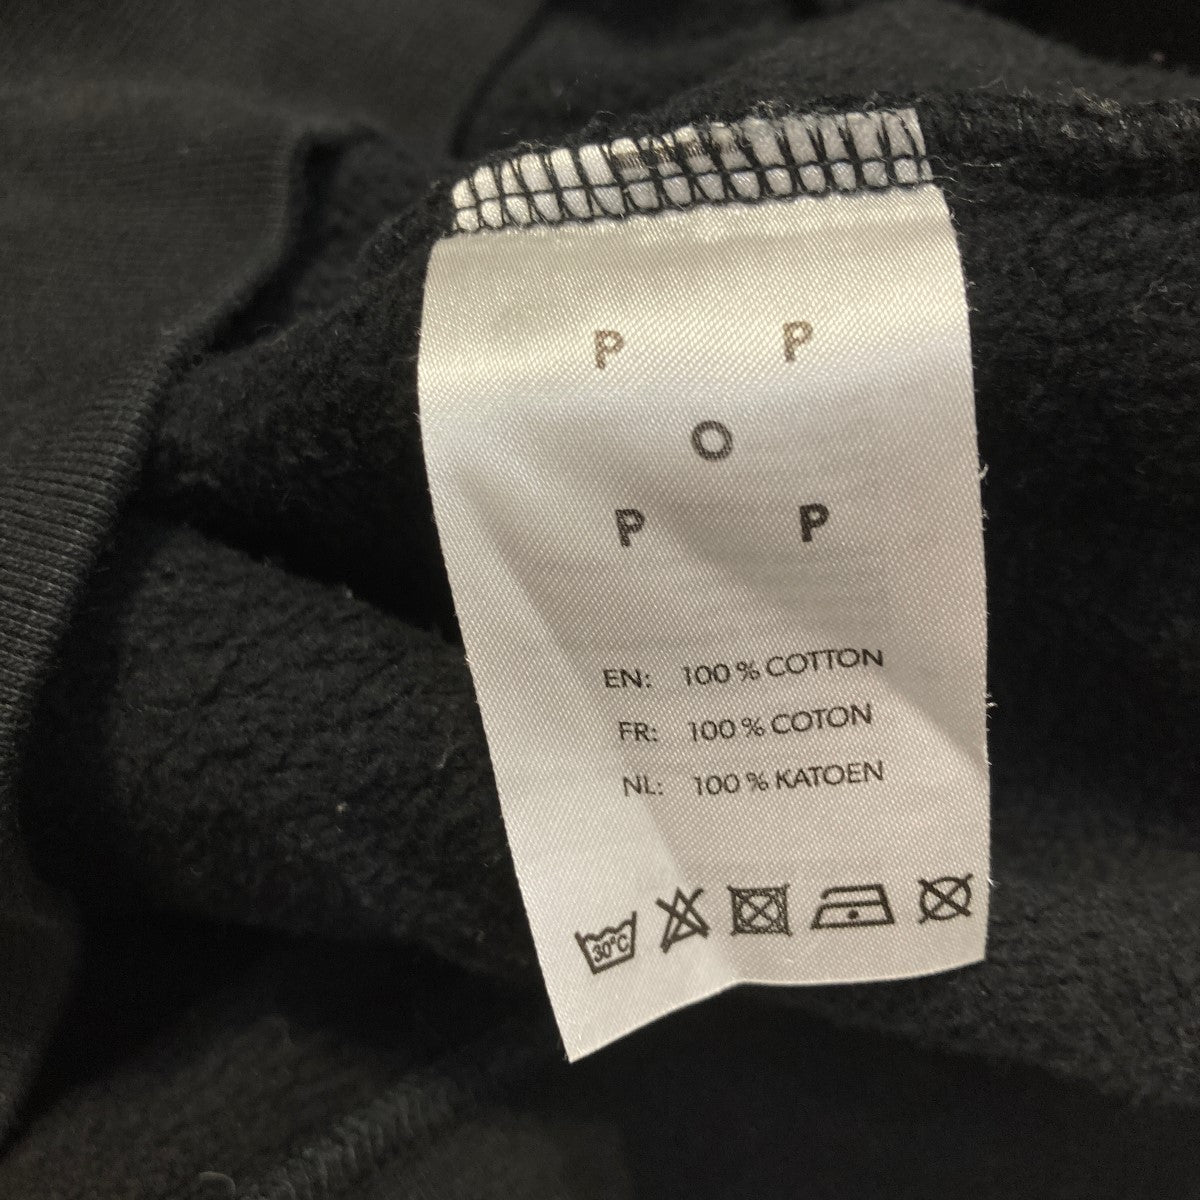 P P
O
P P
EN: 100 % COTTON
FR: 100 % COTON
NL: 100 % KATOEN
30°C